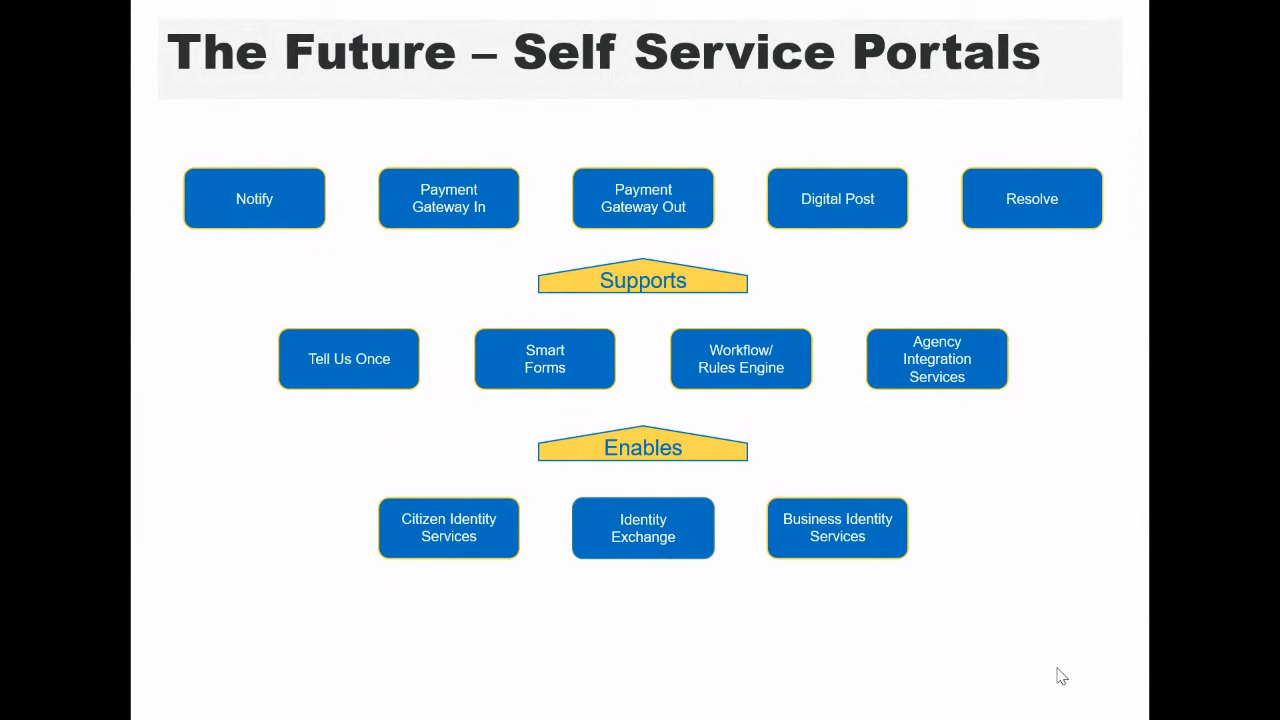 The Future – Self Service Portals
Notify
Payment
Gateway In
Payment
Gateway Out
Digital Post
Resolve
Supports
Tell Us Once
Smart
Forms
Workflow/
Rules Engine
Agency
Integration
Services
Enables
Citizen Identity
Services
Identity
Exchange
Business Identity
Services